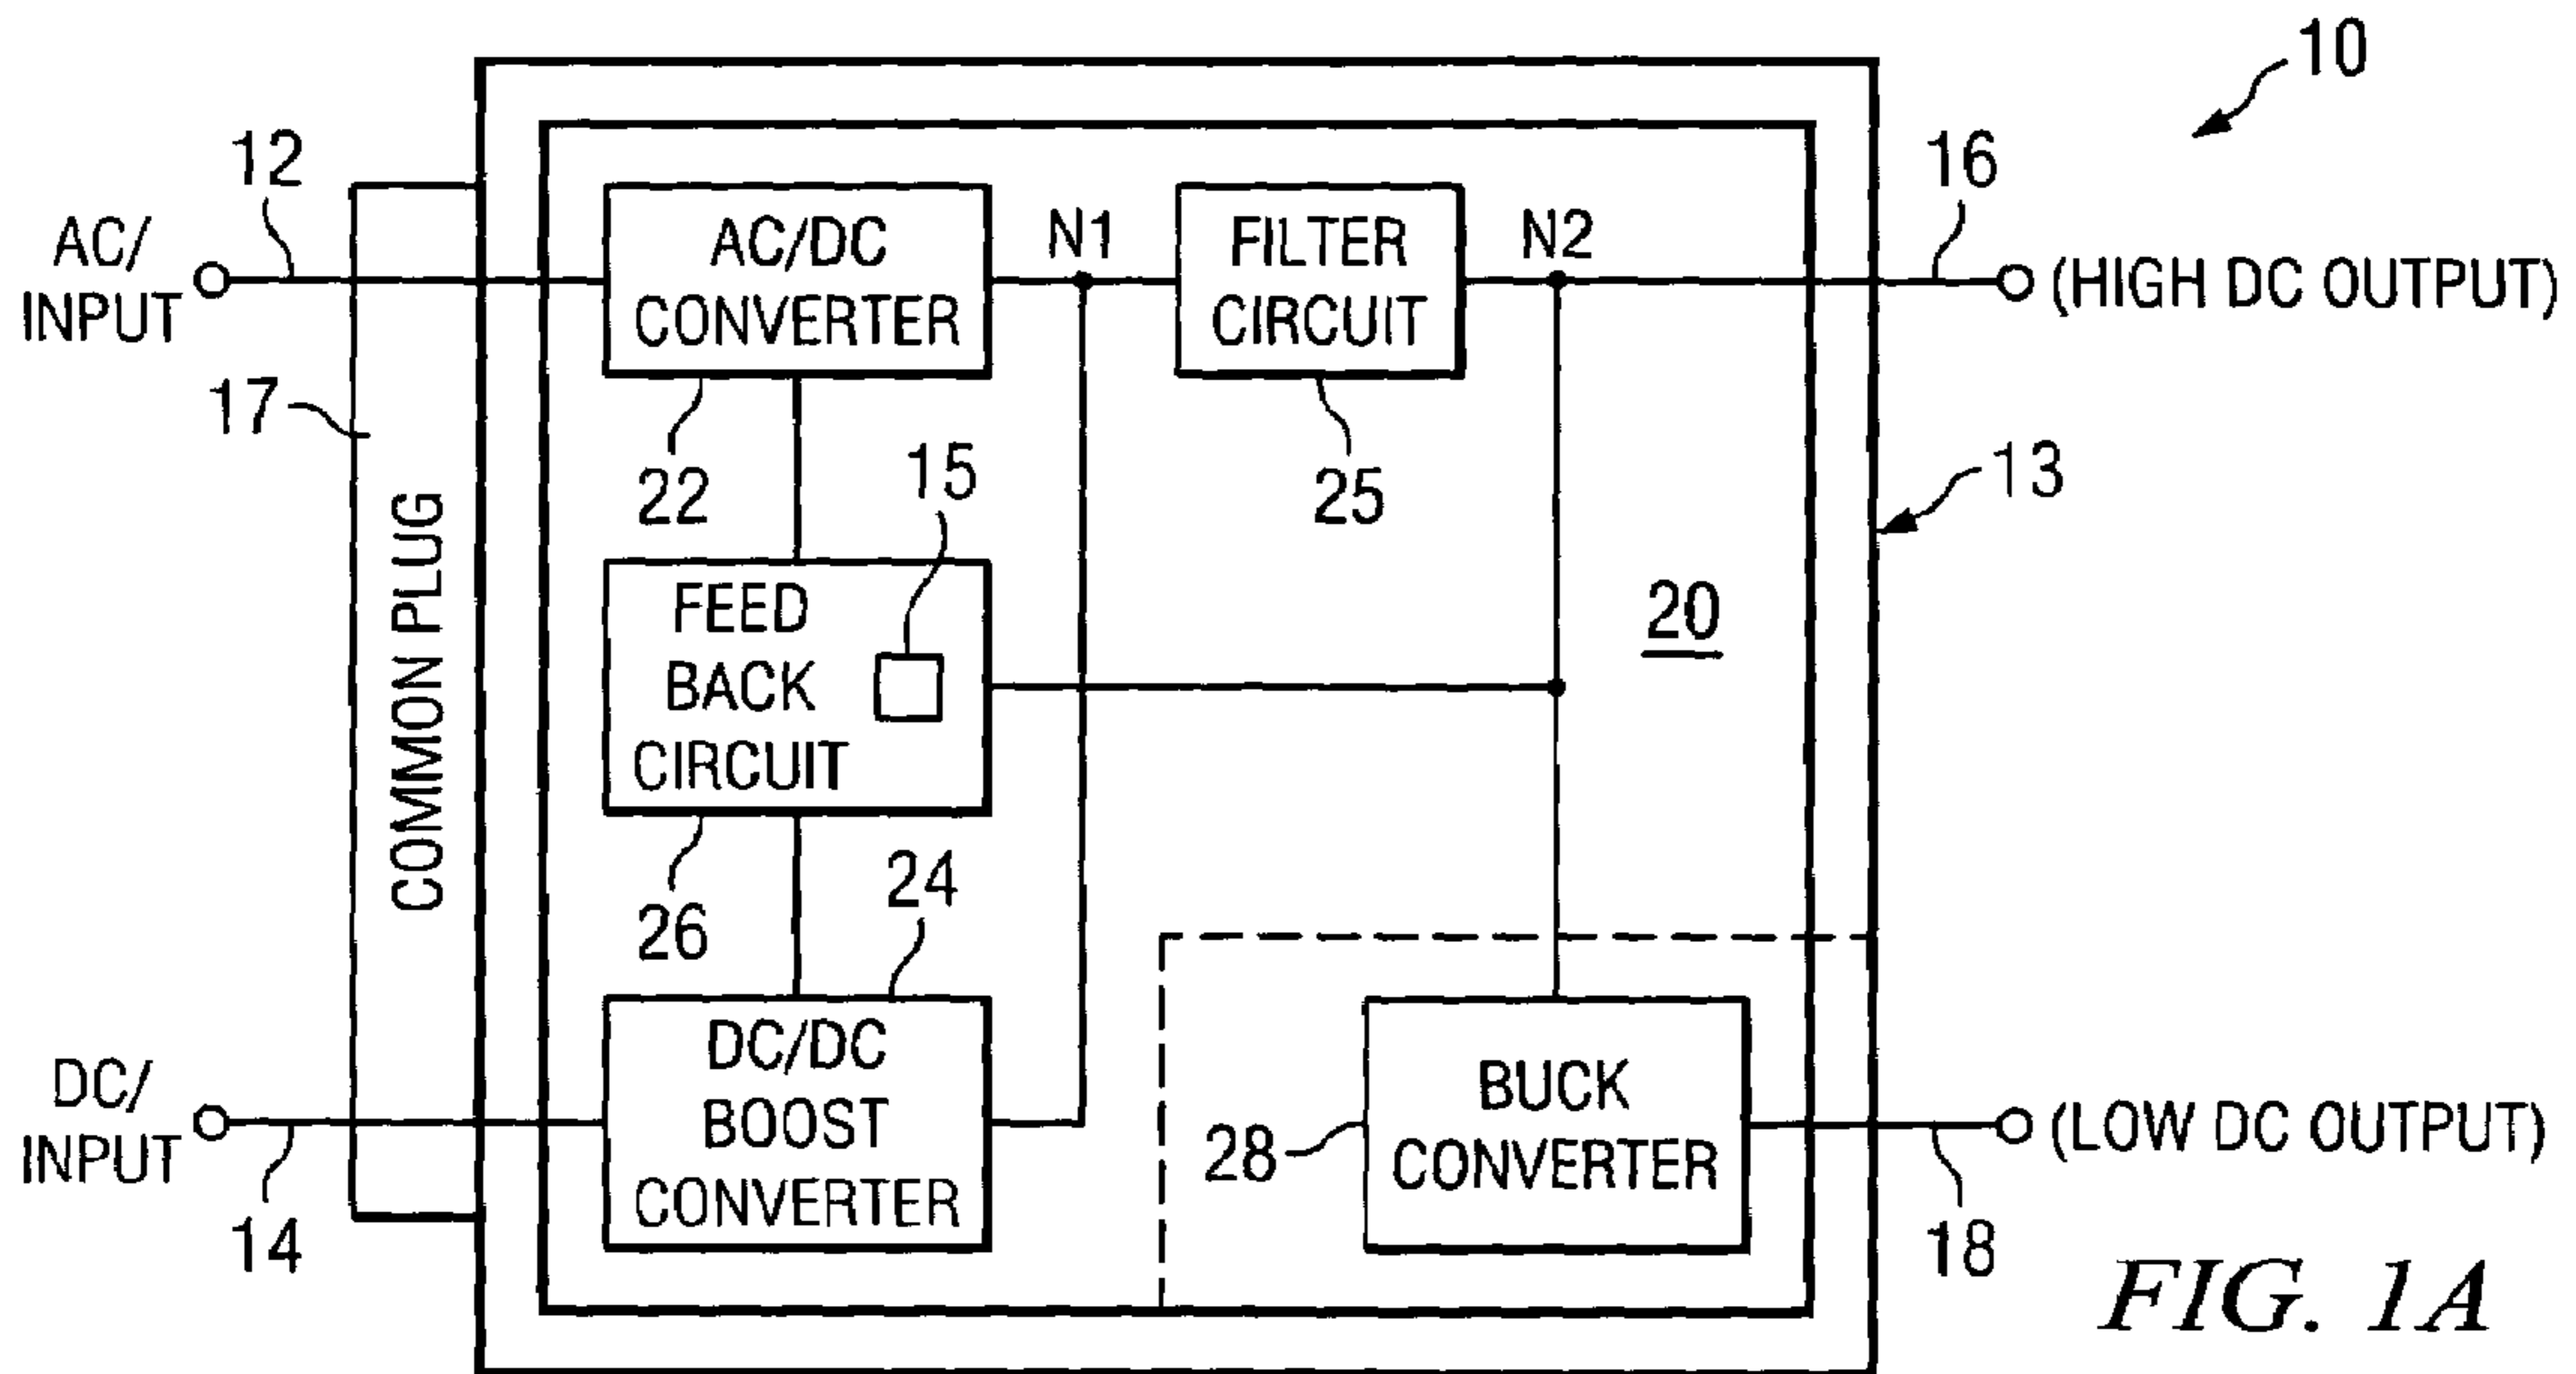 10
12
16
AC/
INPUT
AC/DC
CONVERTER
N1
FILTER
CIRCUIT
N2
(HIGH DC OUTPUT)
17
22
15
25
13
COMMON PLUG
FEED
BACK
CIRCUIT
20
26
24
DC/
INPUT
DC/DC
BOOST
CONVERTER
28
BUCK
CONVERTER
(LOW DC OUTPUT)
14
18
FIG. 1A